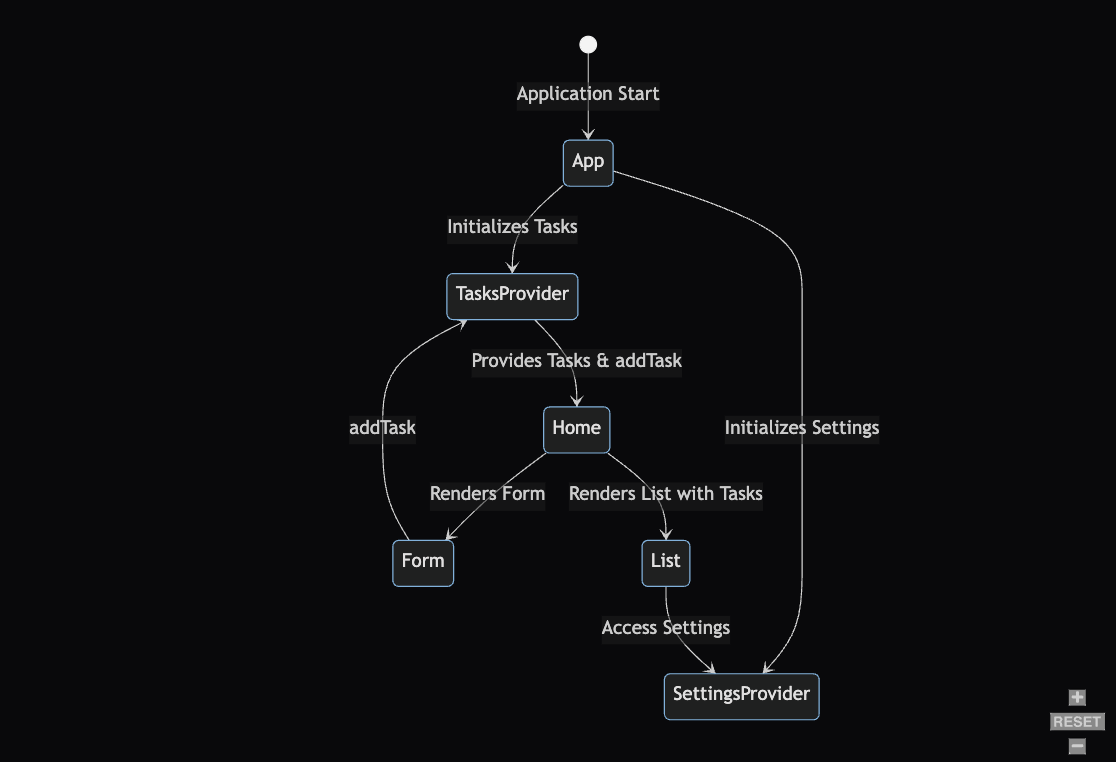 Application Start
App
Initializes Tasks
TasksProvider
Provides Tasks & addTask
addTask
Home
Initializes Settings
Renders Form
Renders List with Tasks
Form
List
Access Settings
SettingsProvider
+
RESET
−